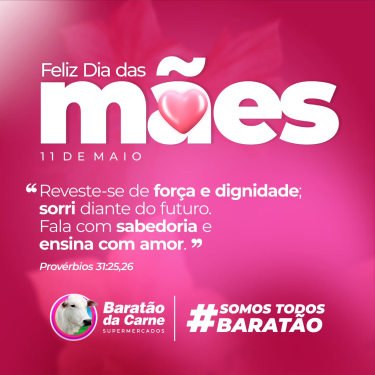 Feliz Dia das
mães
11 DE MAIO
“ Reveste-se de força e dignidade;
sorri diante do futuro.
Fala com sabedoria e
ensina com amor. ”
Provérbios 31:25,26
Baratão
da Carne
SUPERMERCADOS
#SOMOS TODOS
BARATÃO